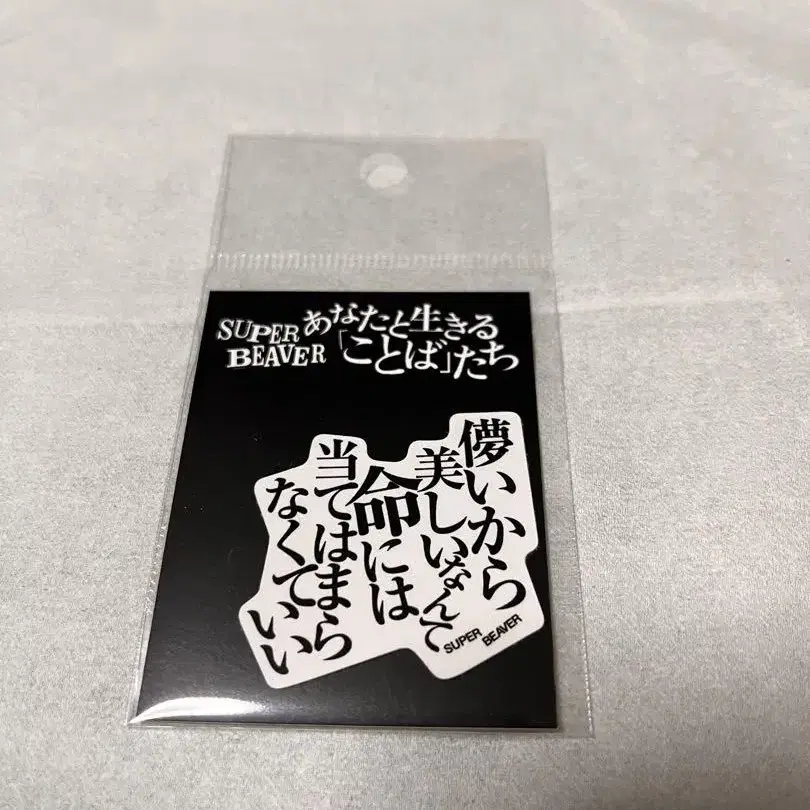 SUPER
BEAVER
あなたと生きる
「ことば」たち
儚いから
美しいなんて
命には
当てはまら
なくていい
SUPER BEAVER